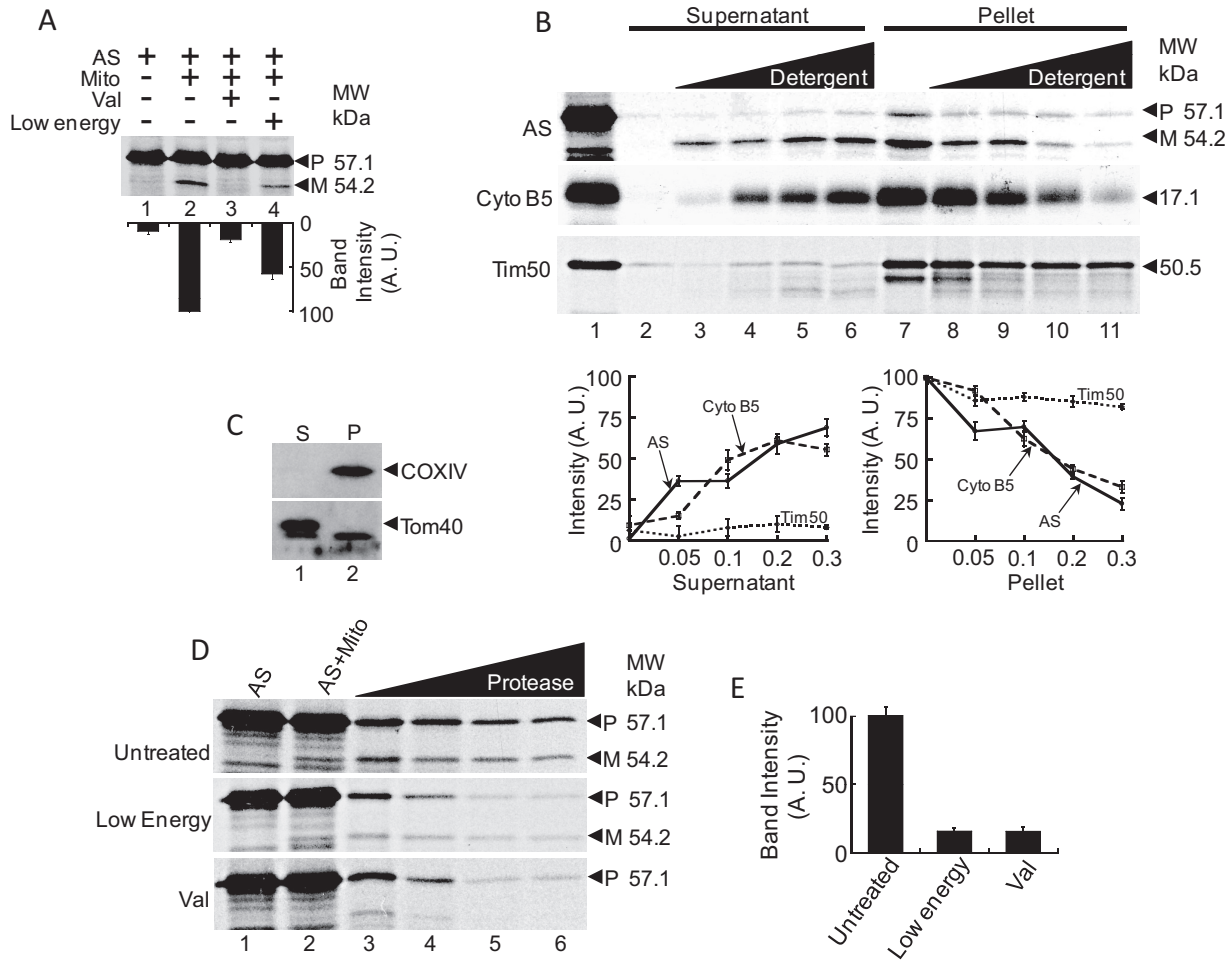 A
AS + + + +
Mito - + + +
Val - - + -
Low energy - - - +
MW
kDa
P 57.1
M 54.2
1 2 3 4
0
50
100
Band
Intensity
(A. U.)
B
Supernatant Pellet
Detergent Detergent
MW
kDa
AS
P 57.1
M 54.2
Cyto B5
17.1
Tim50
50.5
1 2 3 4 5 6 7 8 9 10 11
Intensity (A. U.)
100
75
50
25
0
AS
Cyto B5
Tim50
0.05 0.1 0.2 0.3
Supernatant
Intensity (A. U.)
100
75
50
25
0
Tim50
Cyto B5
AS
0.05 0.1 0.2 0.3
Pellet
C
S P
COXIV
Tom40
1 2
D
AS
AS+Mito
Protease
MW
kDa
Untreated
P 57.1
M 54.2
Low Energy
P 57.1
M 54.2
Val
P 57.1
1 2 3 4 5 6
E
Band Intensity
(A. U.)
100
50
0
Untreated
Low energy
Val